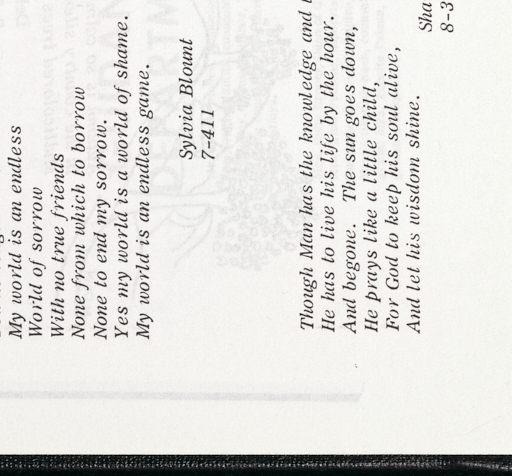 My world is an endless
World of sorrow
With no true friends
None from which to borrow
None to end my sorrow.
Yes my world is a world of shame.
My world is an endless game.
Sylvia Blount
7-411
Though Man has the knowledge and
He has to live his life by the hour.
And begone. The sun goes down,
He prays like a little child,
For God to keep his soul alive,
And let his wisdom shine.
Sha
8-3